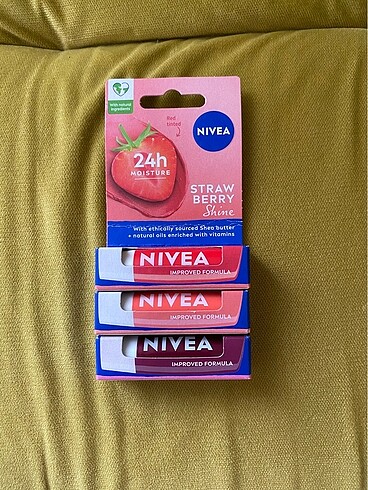 With natural
ingredients
Red
tinted
NIVEA
24h
MOISTURE
STRAW
BERRY
Shine
With ethically sourced Shea butter
+ natural oils enriched with vitamins
NIVEA
IMPROVED FORMULA
NIVEA
IMPROVED FORMULA
NIVEA
IMPROVED FORMULA